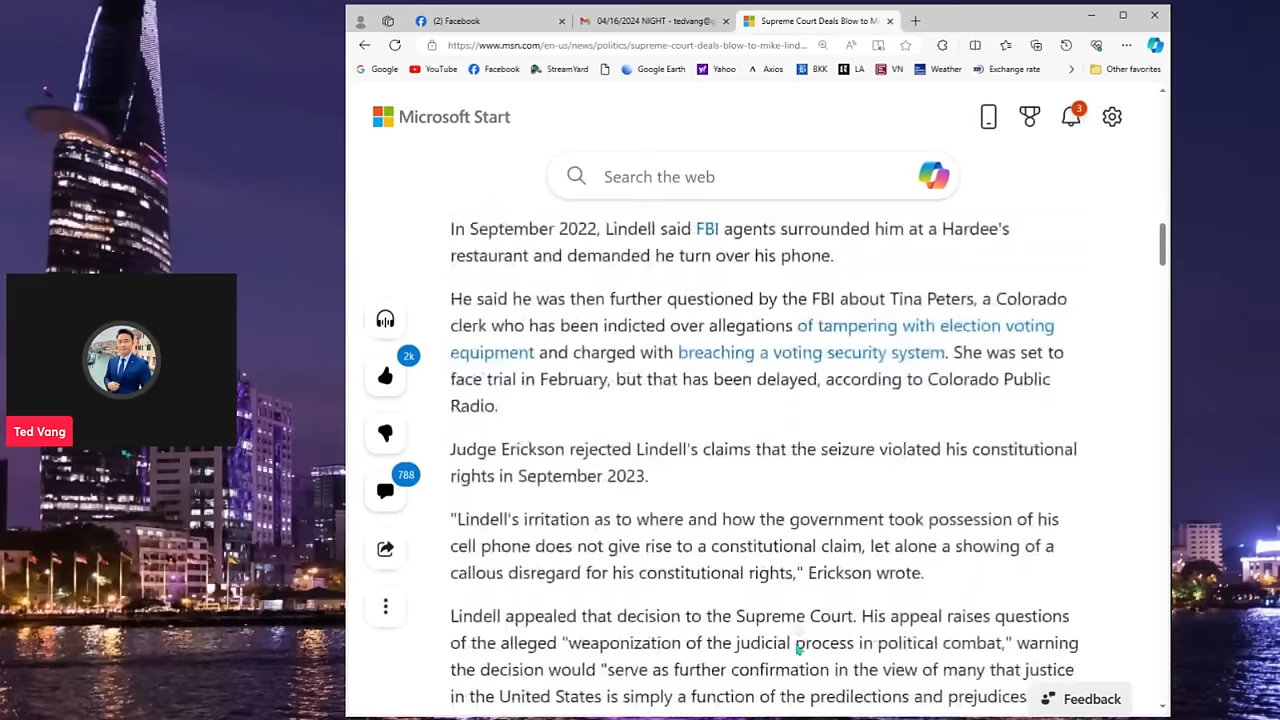 (2) Facebook
04/16/2024 NIGHT - tedvang@
Supreme Court Deals Blow to Mi
https://www.msn.com/en-us/news/politics/supreme-court-deals-blow-to-mike-lind...
Google
YouTube
Facebook
StreamYard
Google Earth
Yahoo
Axios
BKK
LA
VN
Weather
Exchange rate
Other favorites
Microsoft Start
3
Search the web
In September 2022, Lindell said FBI agents surrounded him at a Hardee's
restaurant and demanded he turn over his phone.
He said he was then further questioned by the FBI about Tina Peters, a Colorado
clerk who has been indicted over allegations of tampering with election voting
equipment and charged with breaching a voting security system. She was set to
face trial in February, but that has been delayed, according to Colorado Public
Radio.
Judge Erickson rejected Lindell's claims that the seizure violated his constitutional
rights in September 2023.
"Lindell's irritation as to where and how the government took possession of his
cell phone does not give rise to a constitutional claim, let alone a showing of a
callous disregard for his constitutional rights," Erickson wrote.
Lindell appealed that decision to the Supreme Court. His appeal raises questions
of the alleged "weaponization of the judicial process in political combat," warning
the decision would "serve as further confirmation in the view of many that justice
in the United States is simply a function of the predilections and prejudices
2k
788
Feedback
Ted Vang